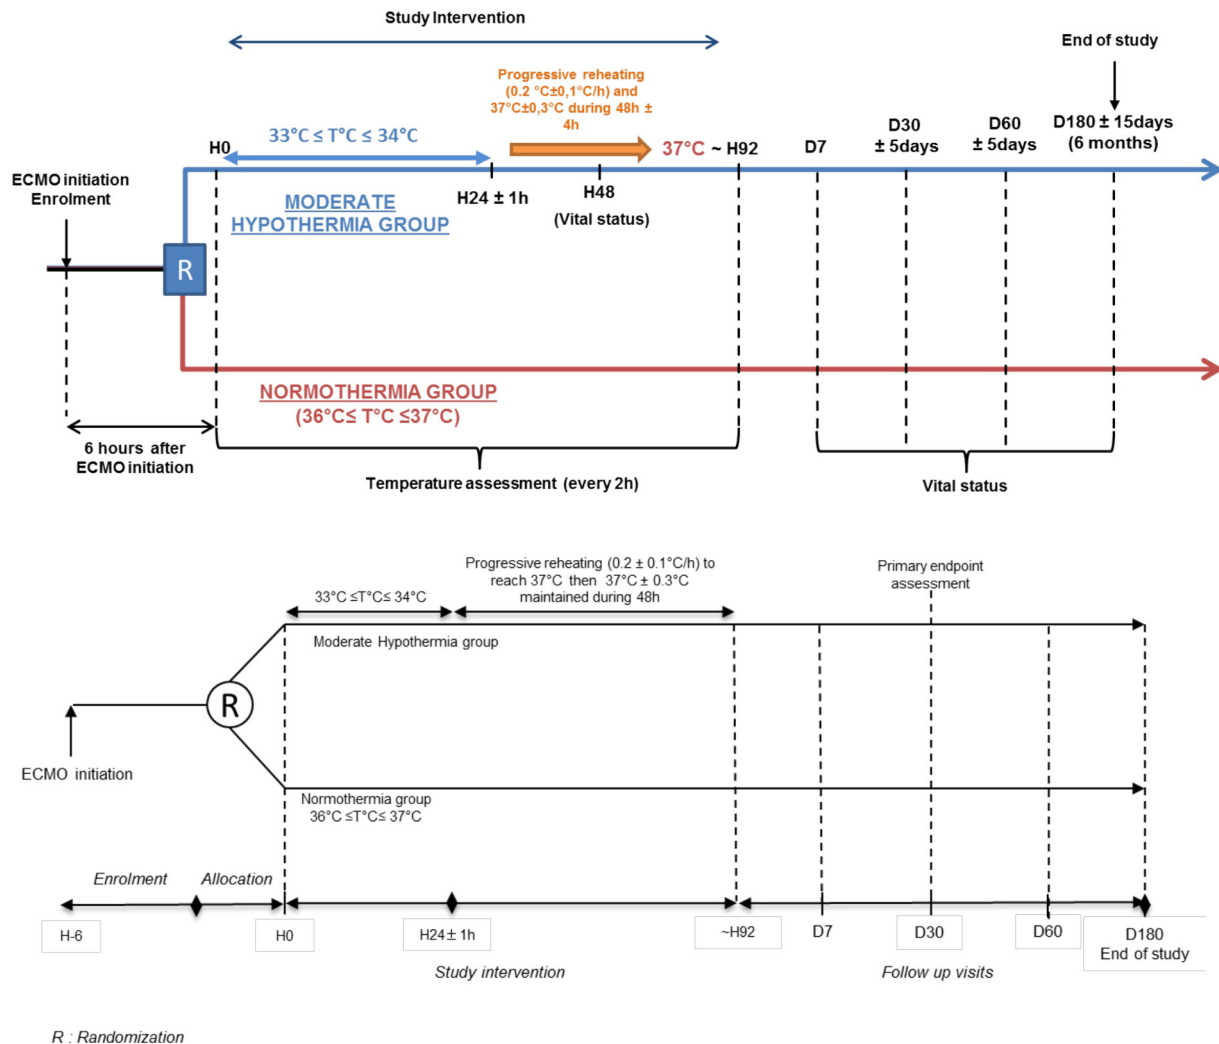 Study Intervention
End of study
Progressive reheating
(0.2 °C±0,1°C/h) and
37°C±0,3°C during 48h ±
4h
33°C ≤ T°C ≤ 34°C
H0
37°C ~ H92
D7
D30
± 5days
D60
± 5days
D180 ± 15days
(6 months)
ECMO initiation
Enrolment
H24 ± 1h
H48
(Vital status)
MODERATE
HYPOTHERMIA GROUP
R
NORMOTHERMIA GROUP
(36°C≤ T°C ≤37°C)
6 hours after
ECMO initiation
Temperature assessment (every 2h)
Vital status
Progressive reheating (0.2 ± 0.1°C/h) to
reach 37°C then 37°C ± 0.3°C
maintained during 48h
Primary endpoint
assessment
33°C ≤T°C≤ 34°C
Moderate Hypothermia group
R
ECMO initiation
Normothermia group
36°C ≤T°C≤ 37°C
Enrolment
Allocation
H-6
H0
H24± 1h
~H92
D7
D30
D60
D180
End of study
Study intervention
Follow up visits
R : Randomization